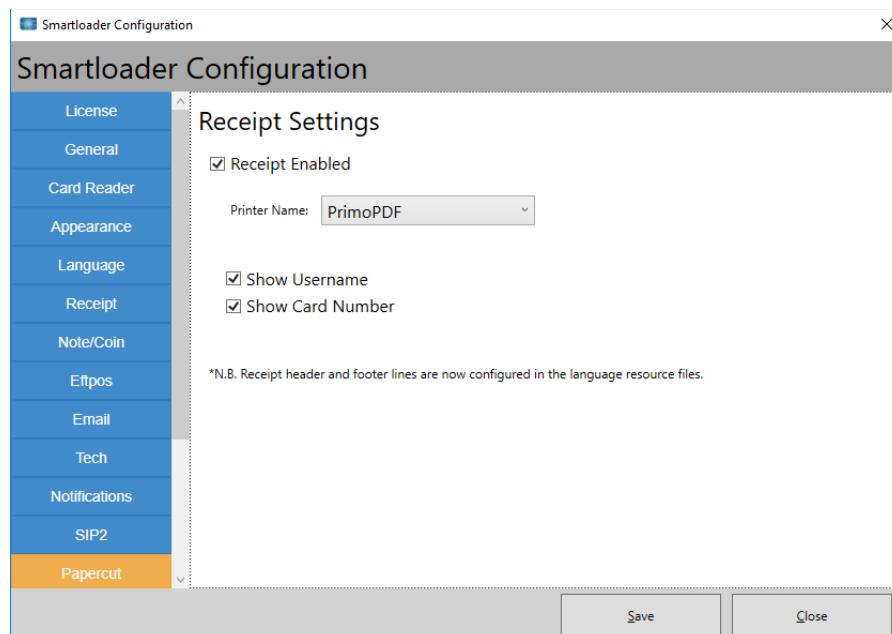 Smartloader Configuration
Smartloader Configuration
License
General
Card Reader
Appearance
Language
Receipt
Note/Coin
Eftpos
Email
Tech
Notifications
SIP2
Papercut
Receipt Settings
Receipt Enabled
Printer Name: PrimoPDF
Show Username
Show Card Number
*N.B. Receipt header and footer lines are now configured in the language resource files.
Save Close